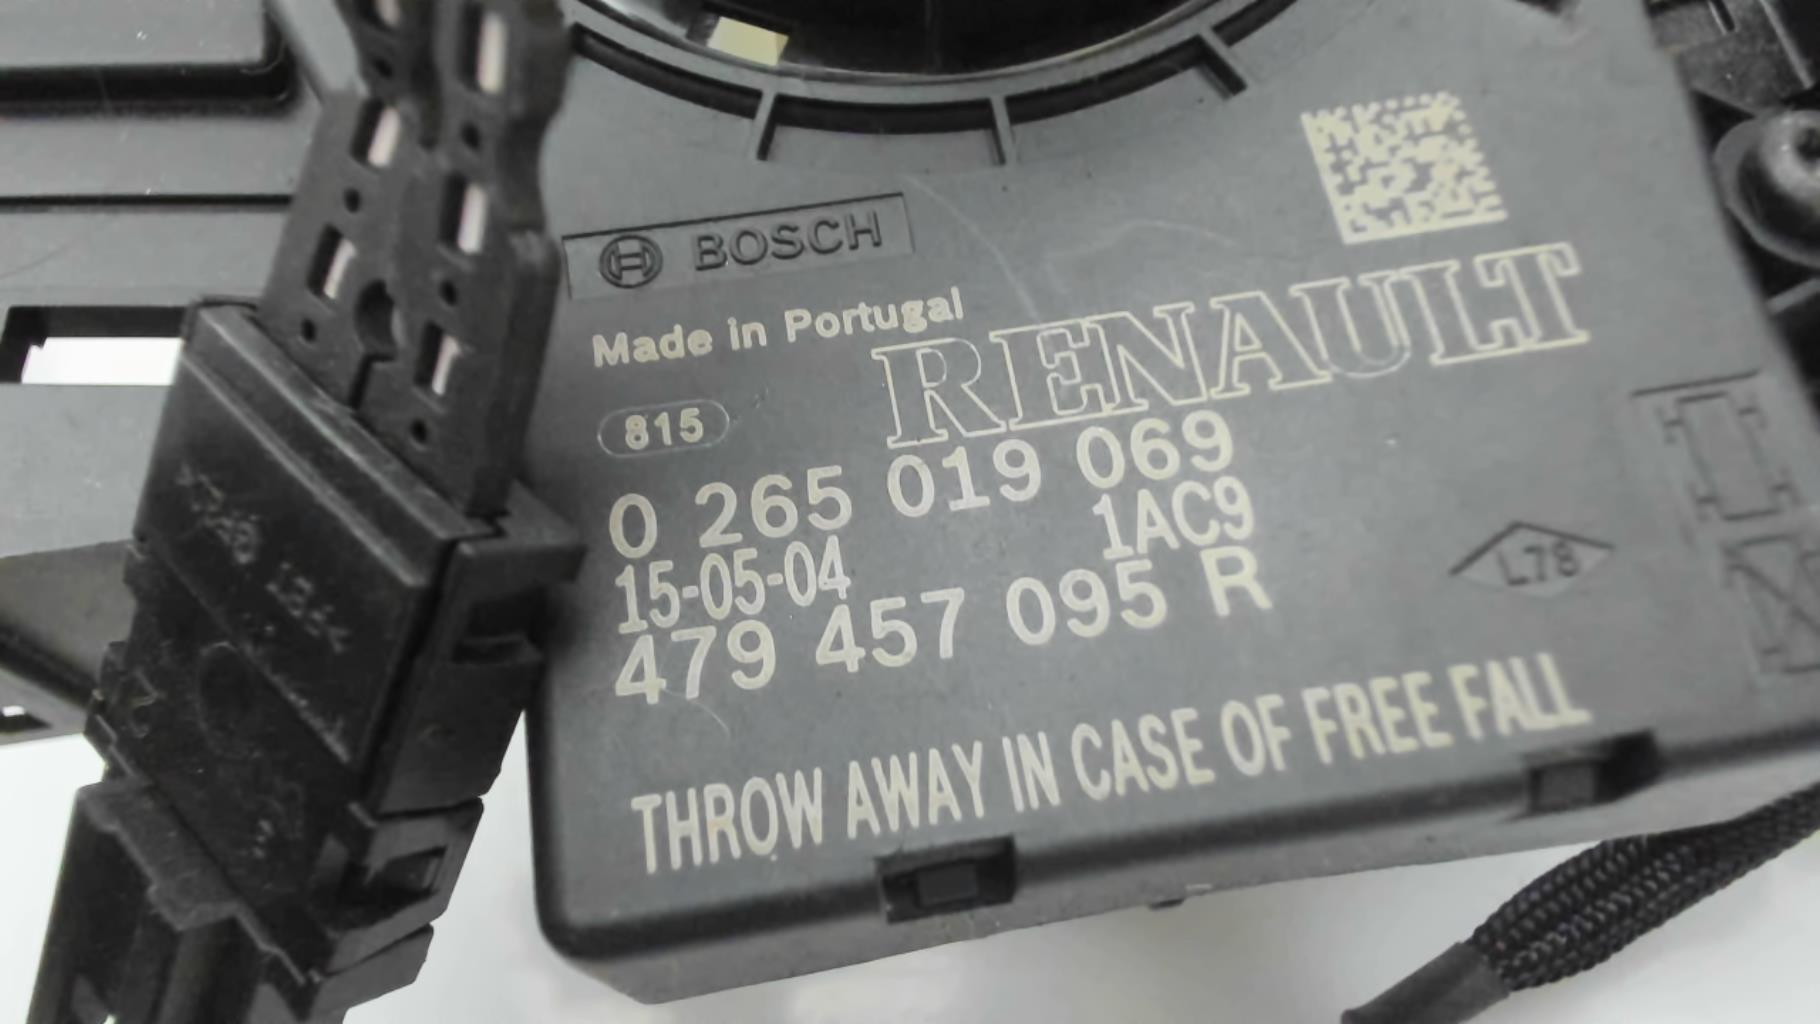 BOSCH
Made in Portugal
RENAULT
815
0 265 019 069
15-05-04 1AC9
479 457 095 R
L78
THROW AWAY IN CASE OF FREE FALL